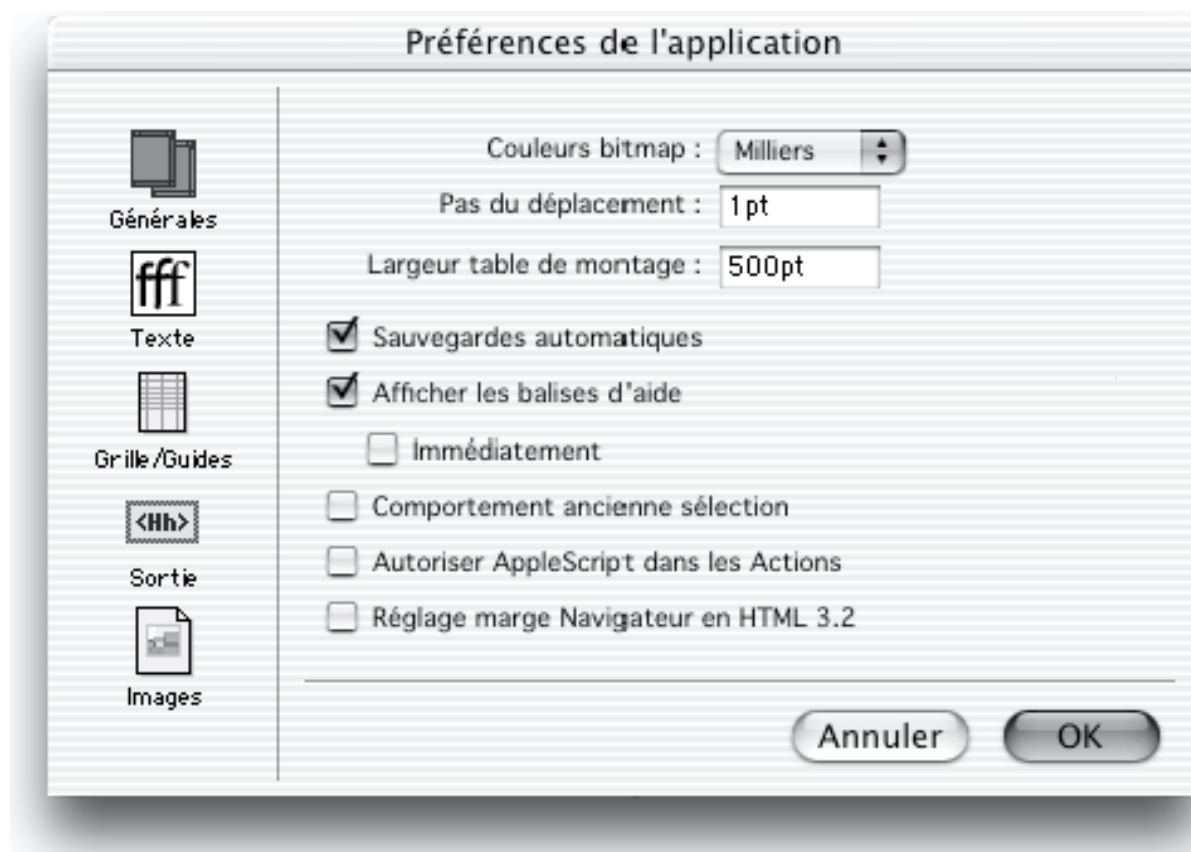 Préférences de l'application
Générales
fff
Texte
Grille/Guides
<Hh>
Sortie
Images
Couleurs bitmap : Milliers
Pas du déplacement : 1pt
Largeur table de montage : 500pt
Sauvegardes automatiques
Afficher les balises d'aide
Immédiatement
Comportement ancienne sélection
Autoriser AppleScript dans les Actions
Réglage marge Navigateur en HTML 3.2
Annuler OK